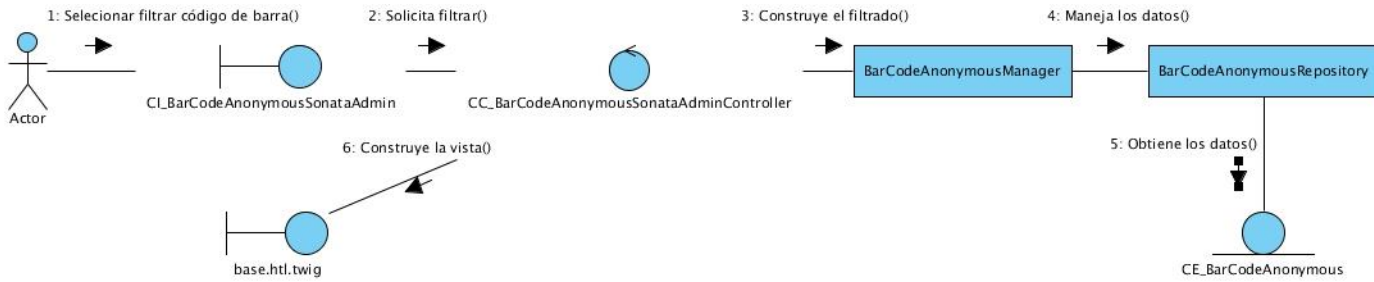 1: Selecionar filtrar código de barra()
2: Solicita filtrar()
3: Construye el filtrado()
4: Maneja los datos()
Actor
CI_BarCodeAnonymousSonataAdmin
CC_BarCodeAnonymousSonataAdminController
BarCodeAnonymousManager
BarCodeAnonymousRepository
6: Construye la vista()
5: Obtiene los datos()
base.htl.twig
CE_BarCodeAnonymous